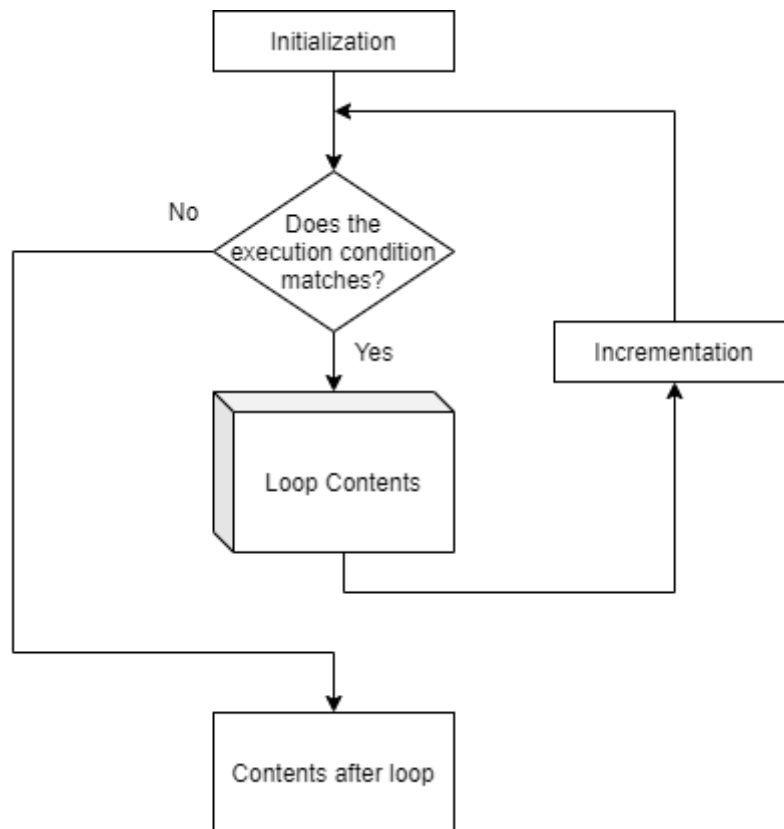 Initialization
No
Does the
execution condition
matches?
Yes
Incrementation
Loop Contents
Contents after loop